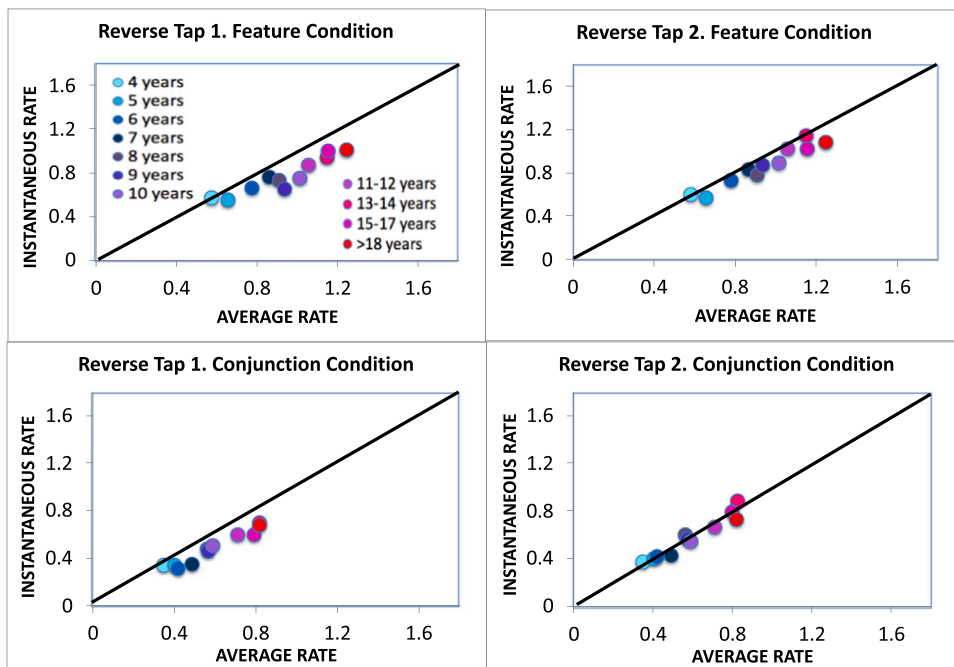 Reverse Tap 1. Feature Condition
INSTANTANEOUS RATE
1.6
1.2
0.8
0.4
0
4 years
5 years
6 years
7 years
8 years
9 years
10 years
11-12 years
13-14 years
15-17 years
>18 years
0 0.4 0.8 1.2 1.6
AVERAGE RATE
Reverse Tap 2. Feature Condition
INSTANTANEOUS RATE
1.6
1.2
0.8
0.4
0
0 0.4 0.8 1.2 1.6
AVERAGE RATE
Reverse Tap 1. Conjunction Condition
INSTANTANEOUS RATE
1.6
1.2
0.8
0.4
0
0 0.4 0.8 1.2 1.6
AVERAGE RATE
Reverse Tap 2. Conjunction Condition
INSTANTANEOUS RATE
1.6
1.2
0.8
0.4
0
0 0.4 0.8 1.2 1.6
AVERAGE RATE